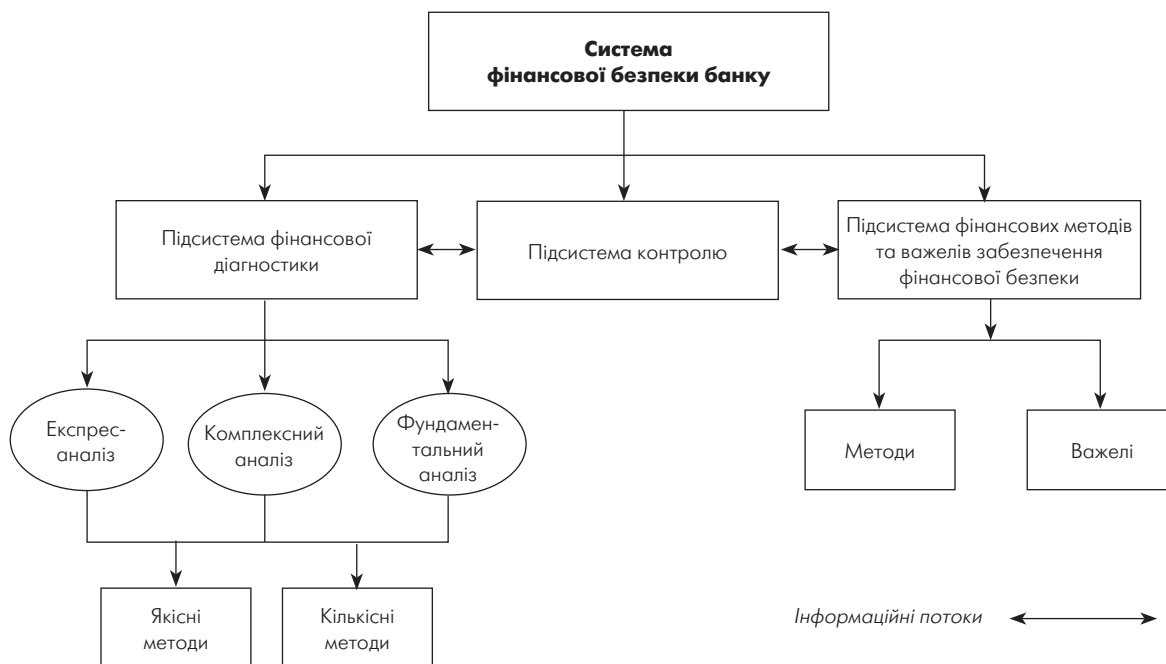 Система
фінансової безпеки банку
Підсистема фінансової
діагностики
Підсистема контролю
Підсистема фінансових методів
та важелів забезпечення
фінансової безпеки
Експрес-
аналіз
Комплексний
аналіз
Фундамен-
тальний
аналіз
Методи
Важелі
Якісні
методи
Кількісні
методи
Інформаційні потоки